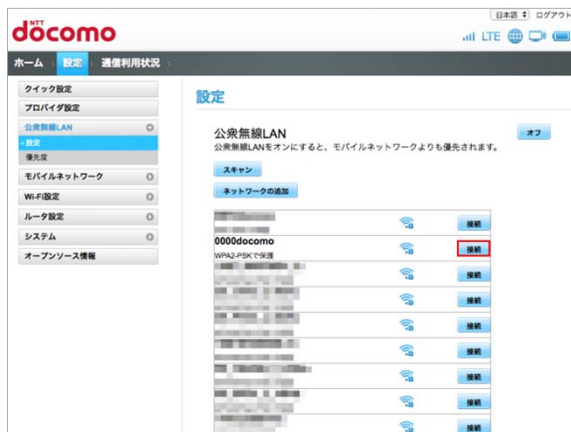 日本語 ログアウト
NTT
döcomo
LTE
ホーム 設定 通信利用状況
クイック設定
プロバイダ設定
公衆無線LAN
設定
優先度
モバイルネットワーク
Wi-Fi設定
ルータ設定
システム
オープンソース情報
設定
公衆無線LAN オフ
公衆無線LANをオンにすると、モバイルネットワークよりも優先されます。
スキャン
ネットワークの追加
接続
0000docomo
WPA2-PSKで保護
接続
接続
接続
接続
接続
接続
接続
接続